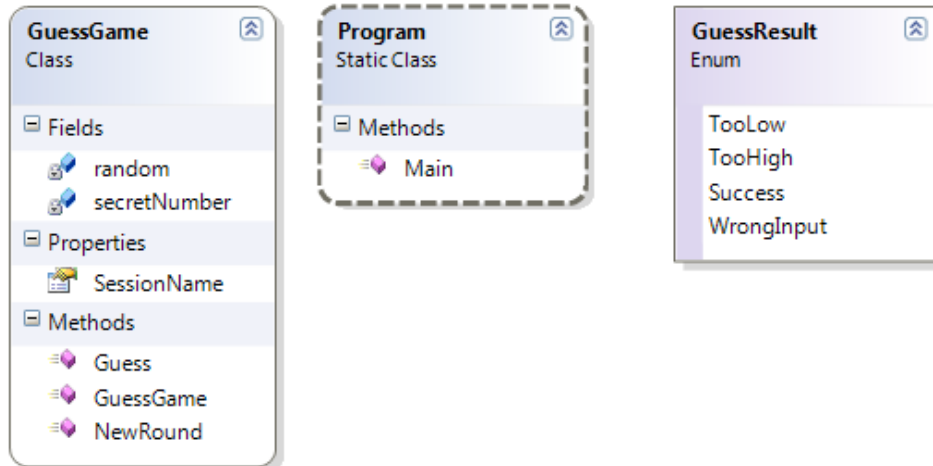 GuessGame
Class
Fields
random
secretNumber
Properties
SessionName
Methods
Guess
GuessGame
NewRound
Program
Static Class
Methods
Main
GuessResult
Enum
TooLow
TooHigh
Success
WrongInput